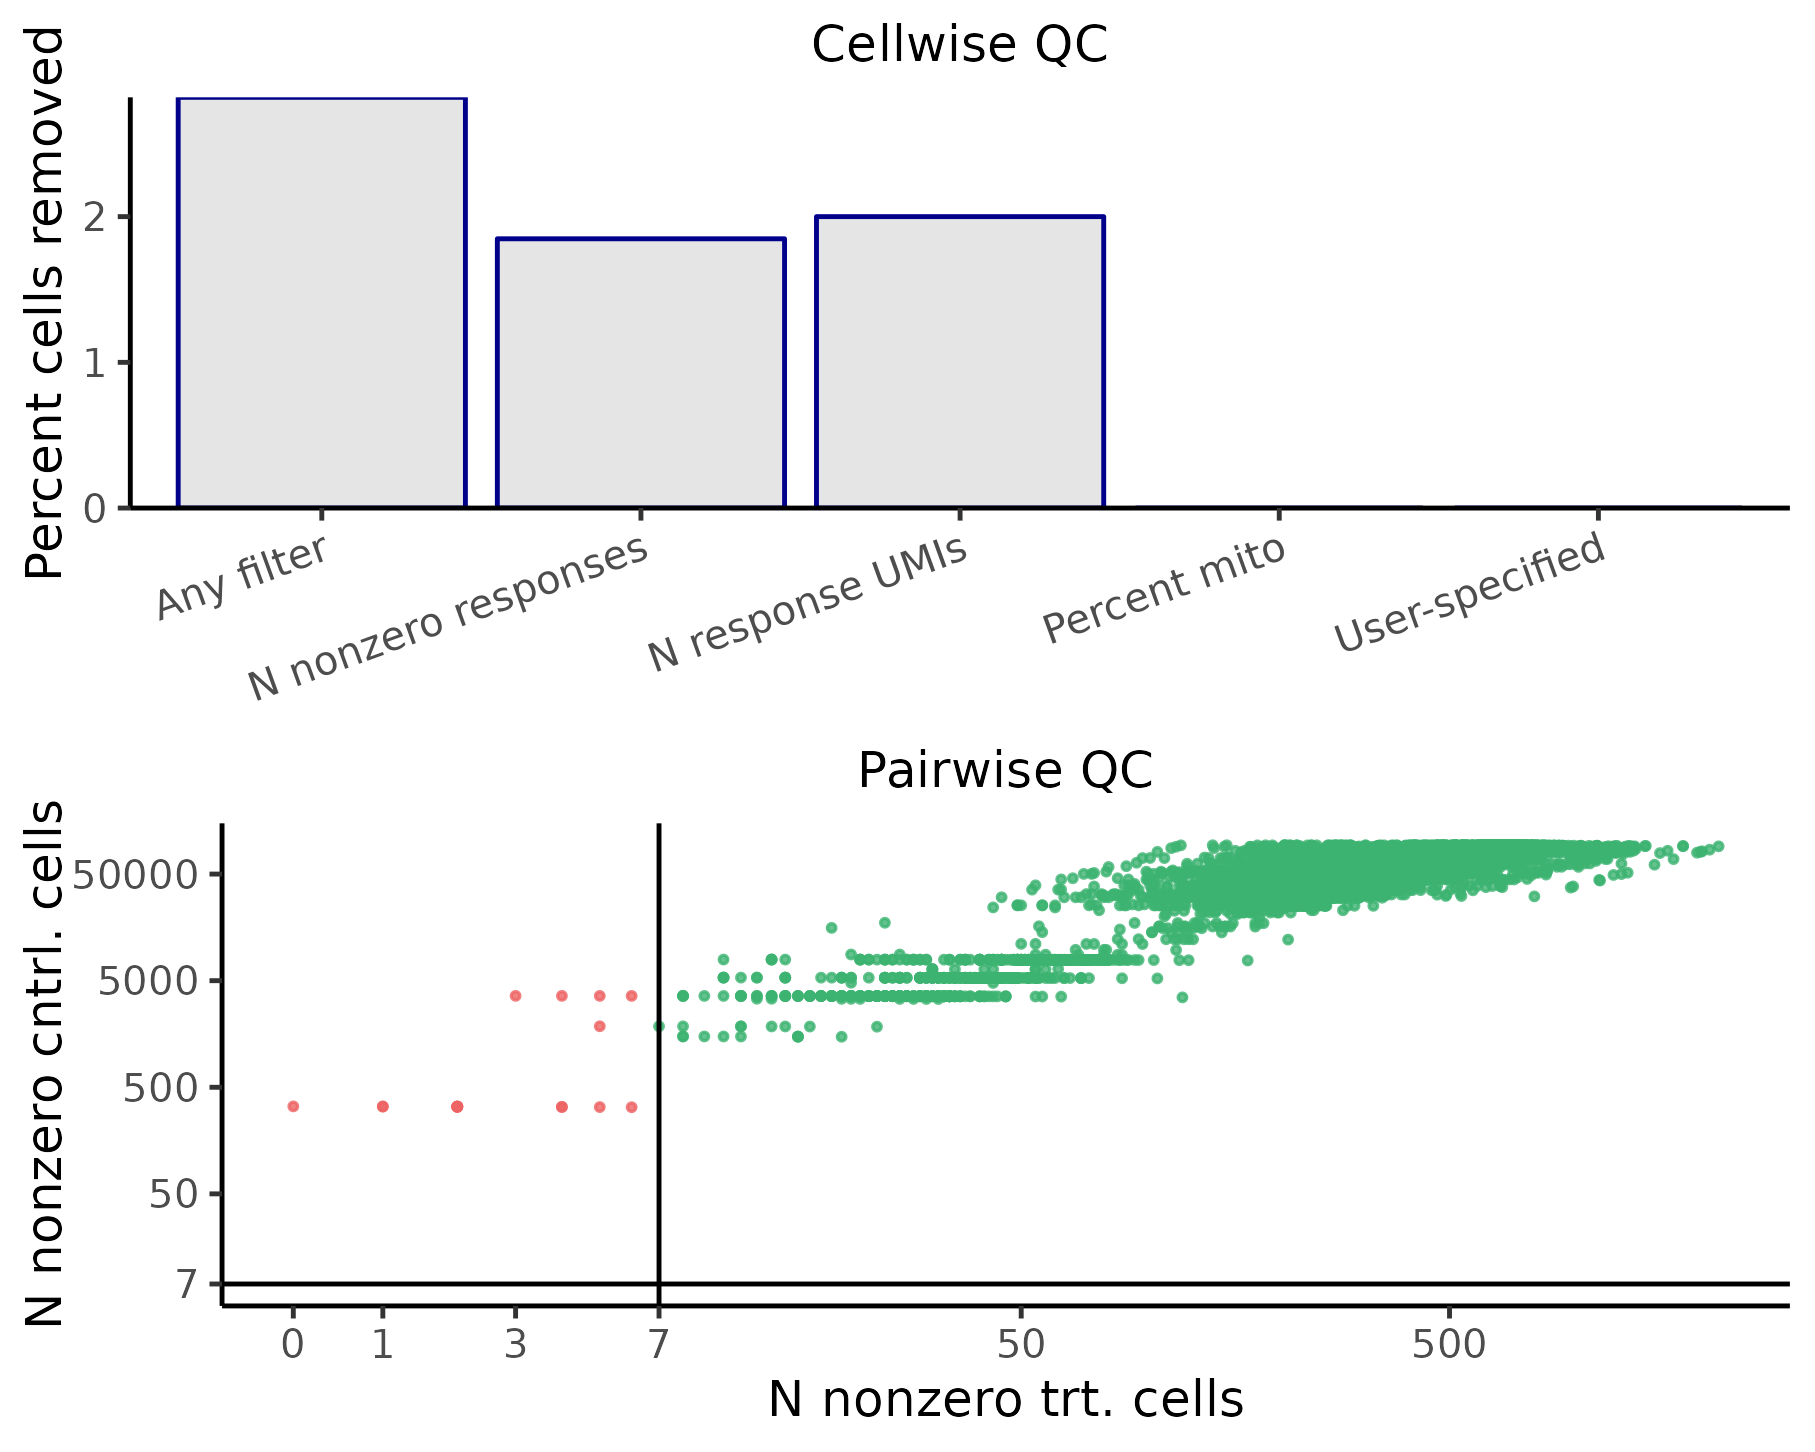 Cellwise QC
Percent cells removed
2
1
0
Any filter
N nonzero responses
N response UMIs
Percent mito
User-specified
Pairwise QC
N nonzero cntrl. cells
50000
5000
500
50
7
0 1 3 7 50 500
N nonzero trt. cells